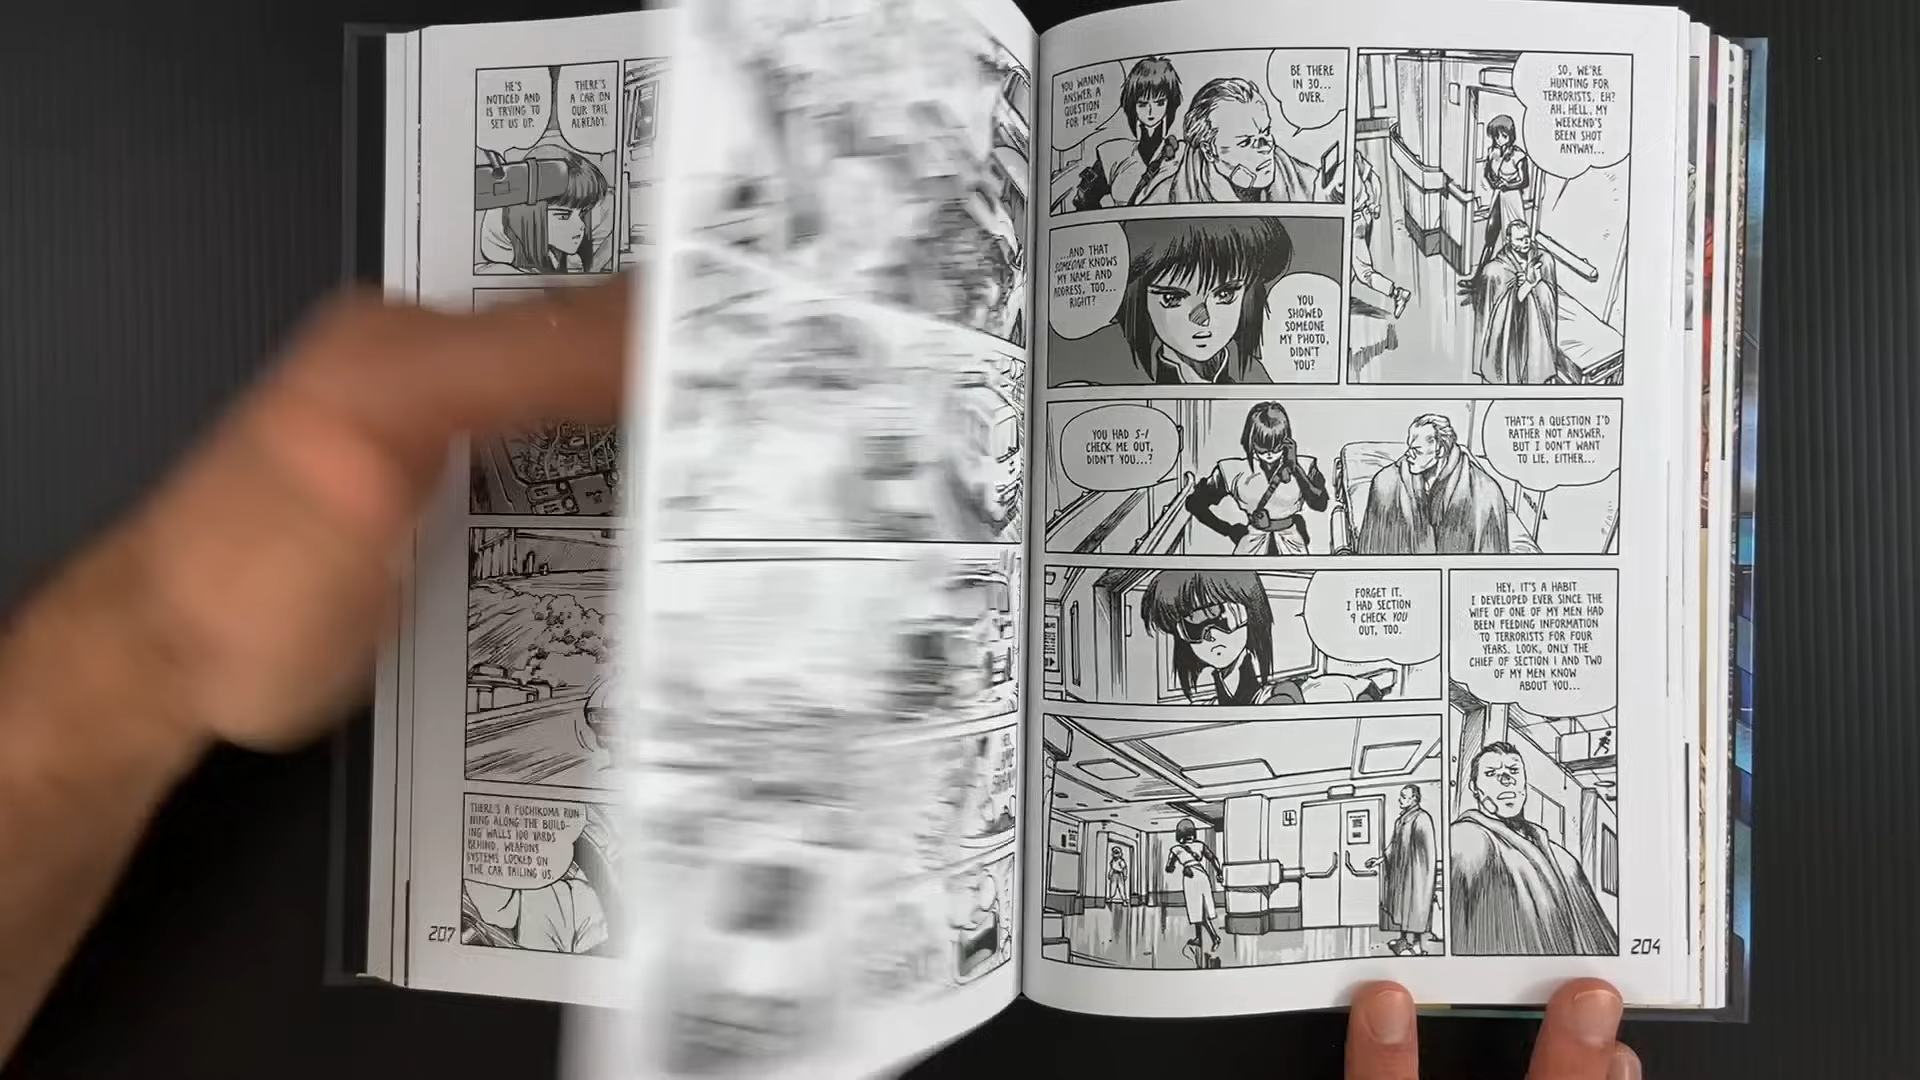 SO, WE'RE
HUNTING FOR
TERRORISTS, EH?
AH, HELL, MY
WEEKEND'S
BEEN SHOT
ANYWAY...
BE THERE
IN 30...
OVER.
YOU WANNA
ANSWER A
QUESTION
FOR ME?
YOU
SHOWED
SOMEONE
MY PHOTO,
DIDN'T
YOU?
...AND THAT
SOMEONE KNOWS
MY NAME AND
ADDRESS, TOO...
RIGHT?
THAT'S A QUESTION I'D
RATHER NOT ANSWER,
BUT I DON'T WANT
TO LIE, EITHER...
YOU HAD S-1
CHECK ME OUT,
DIDN'T YOU...?
HEY, IT'S A HABIT
I DEVELOPED EVER SINCE THE
WIFE OF ONE OF MY MEN HAD
BEEN FEEDING INFORMATION
TO TERRORISTS FOR FOUR
YEARS. LOOK, ONLY THE
CHIEF OF SECTION 1 AND TWO
OF MY MEN KNOW
ABOUT YOU...
FORGET IT.
I HAD SECTION
9 CHECK YOU
OUT, TOO.
4
204
THERE'S
A CAR ON
OUR TAIL
ALREADY.
HE'S
NOTICED AND
IS TRYING TO
SET US UP.
THERE'S A FUCHIKOMA RUN-
NING ALONG THE BUILD-
ING WALLS 100 YARDS
BEHIND, WEAPONS
SYSTEMS LOCKED ON
THE CAR TAILING US.
207